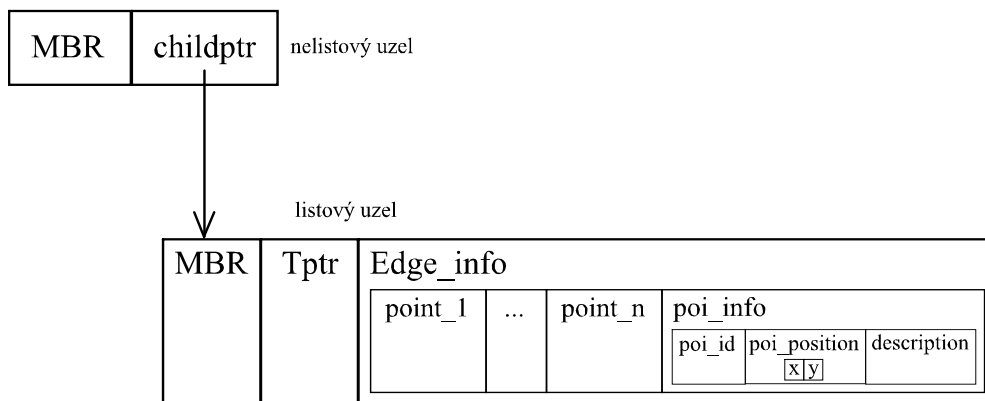 MBR childptr nelistový uzel
listový uzel
MBR Tptr Edge_info
point_1 ... point_n poi_info
poi_id poi_position description
x y